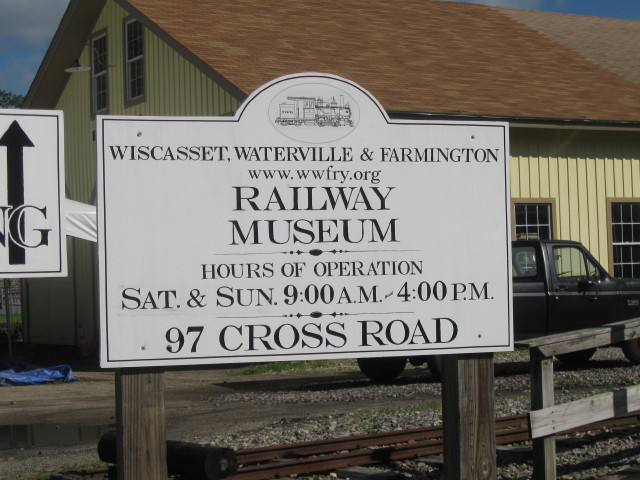 WISCASSET, WATERVILLE & FARMINGTON
www.wwfry.org
RAILWAY
MUSEUM
HOURS OF OPERATION
SAT. & SUN. 9:00 A.M. - 4:00 P.M.
97 CROSS ROAD
NG